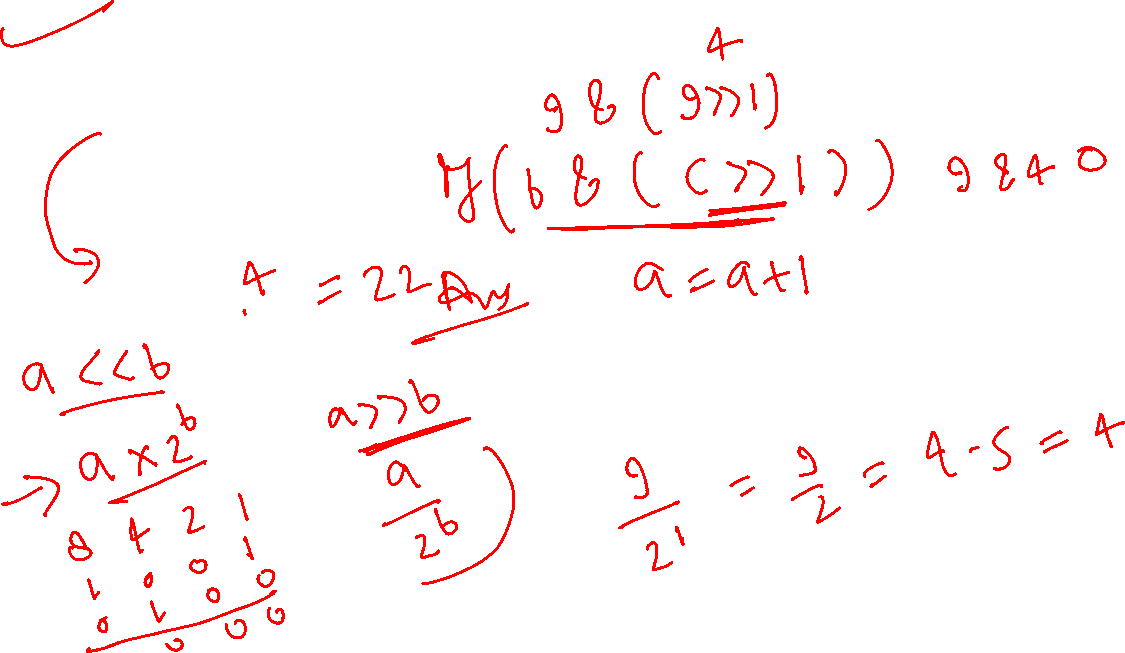 4
9 & ( 9>>1)
If ( b & ( c >> 1 ) ) 9 & 4 0
4 = 22 Ans a = a+1
a <<b
a × 2^b
a>>b
a / 2^b
9 / 2^1 = 9 / 2 = 4.5 = 4
8 4 2 1
1 0 0 1
0 1 0 0
0 0 0 0